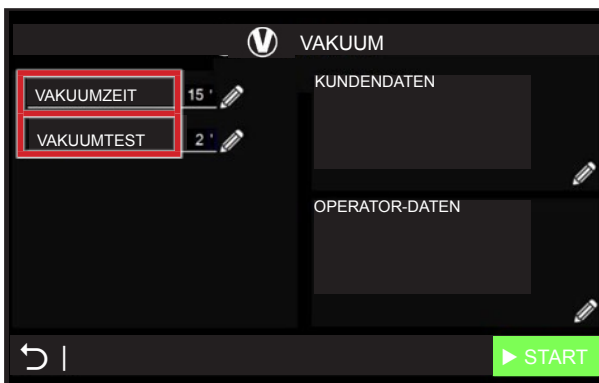 V VAKUUM
VAKUUMZEIT 15 '
VAKUUMTEST 2 '
KUNDENDATEN
OPERATOR-DATEN
START